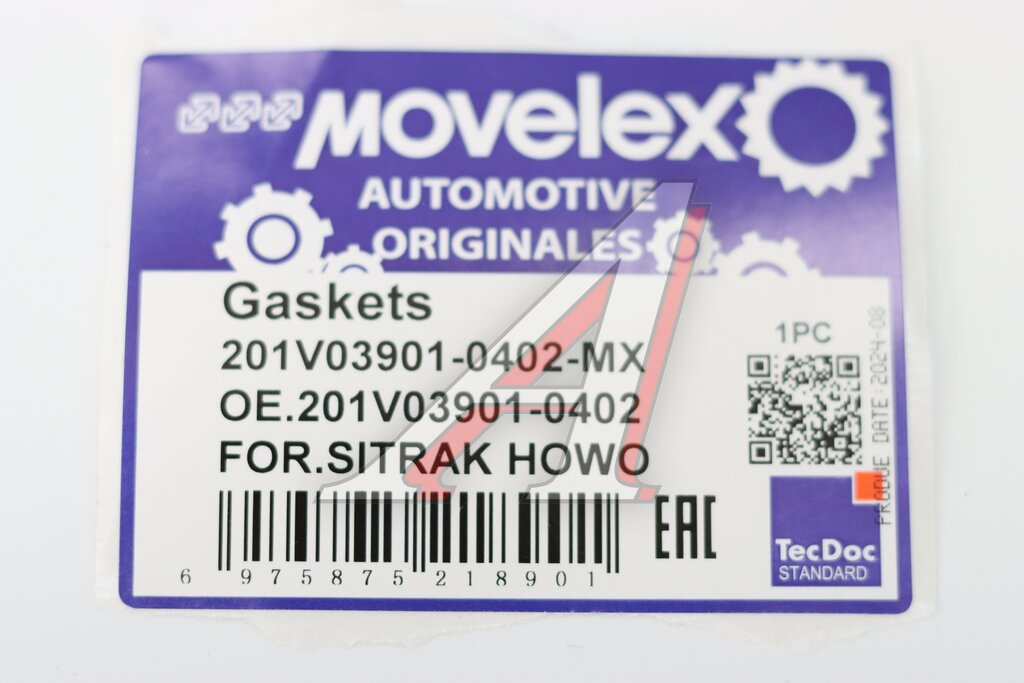 MOVELEX
AUTOMOTIVE
ORIGINALES
Gaskets
201V03901-0402-MX
OE.201V03901-0402
FOR.SITRAK HOWO
6 975875 218901
EAC
1PC
PRODUE DATE:2024-08
TecDoc
STANDARD